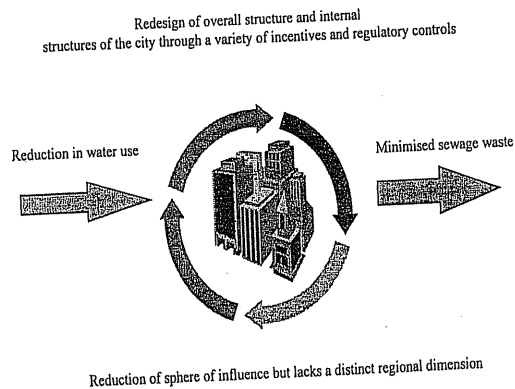 Redesign of overall structure and internal
structures of the city through a variety of incentives and regulatory controls
Reduction in water use
Minimised sewage waste
Reduction of sphere of influence but lacks a distinct regional dimension